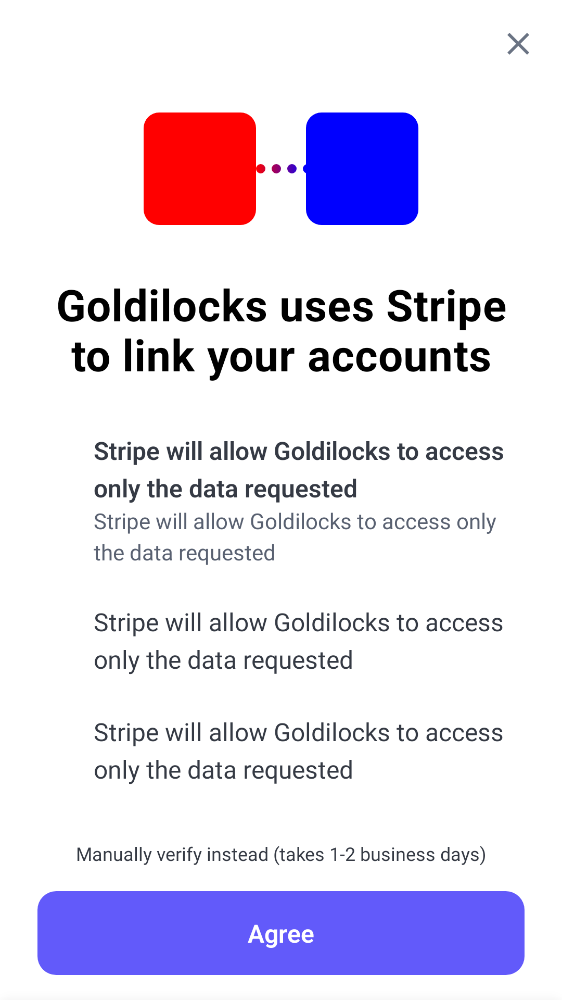 Goldilocks uses Stripe
to link your accounts
Stripe will allow Goldilocks to access
only the data requested
Stripe will allow Goldilocks to access only
the data requested
Stripe will allow Goldilocks to access
only the data requested
Stripe will allow Goldilocks to access
only the data requested
Manually verify instead (takes 1-2 business days)
Agree